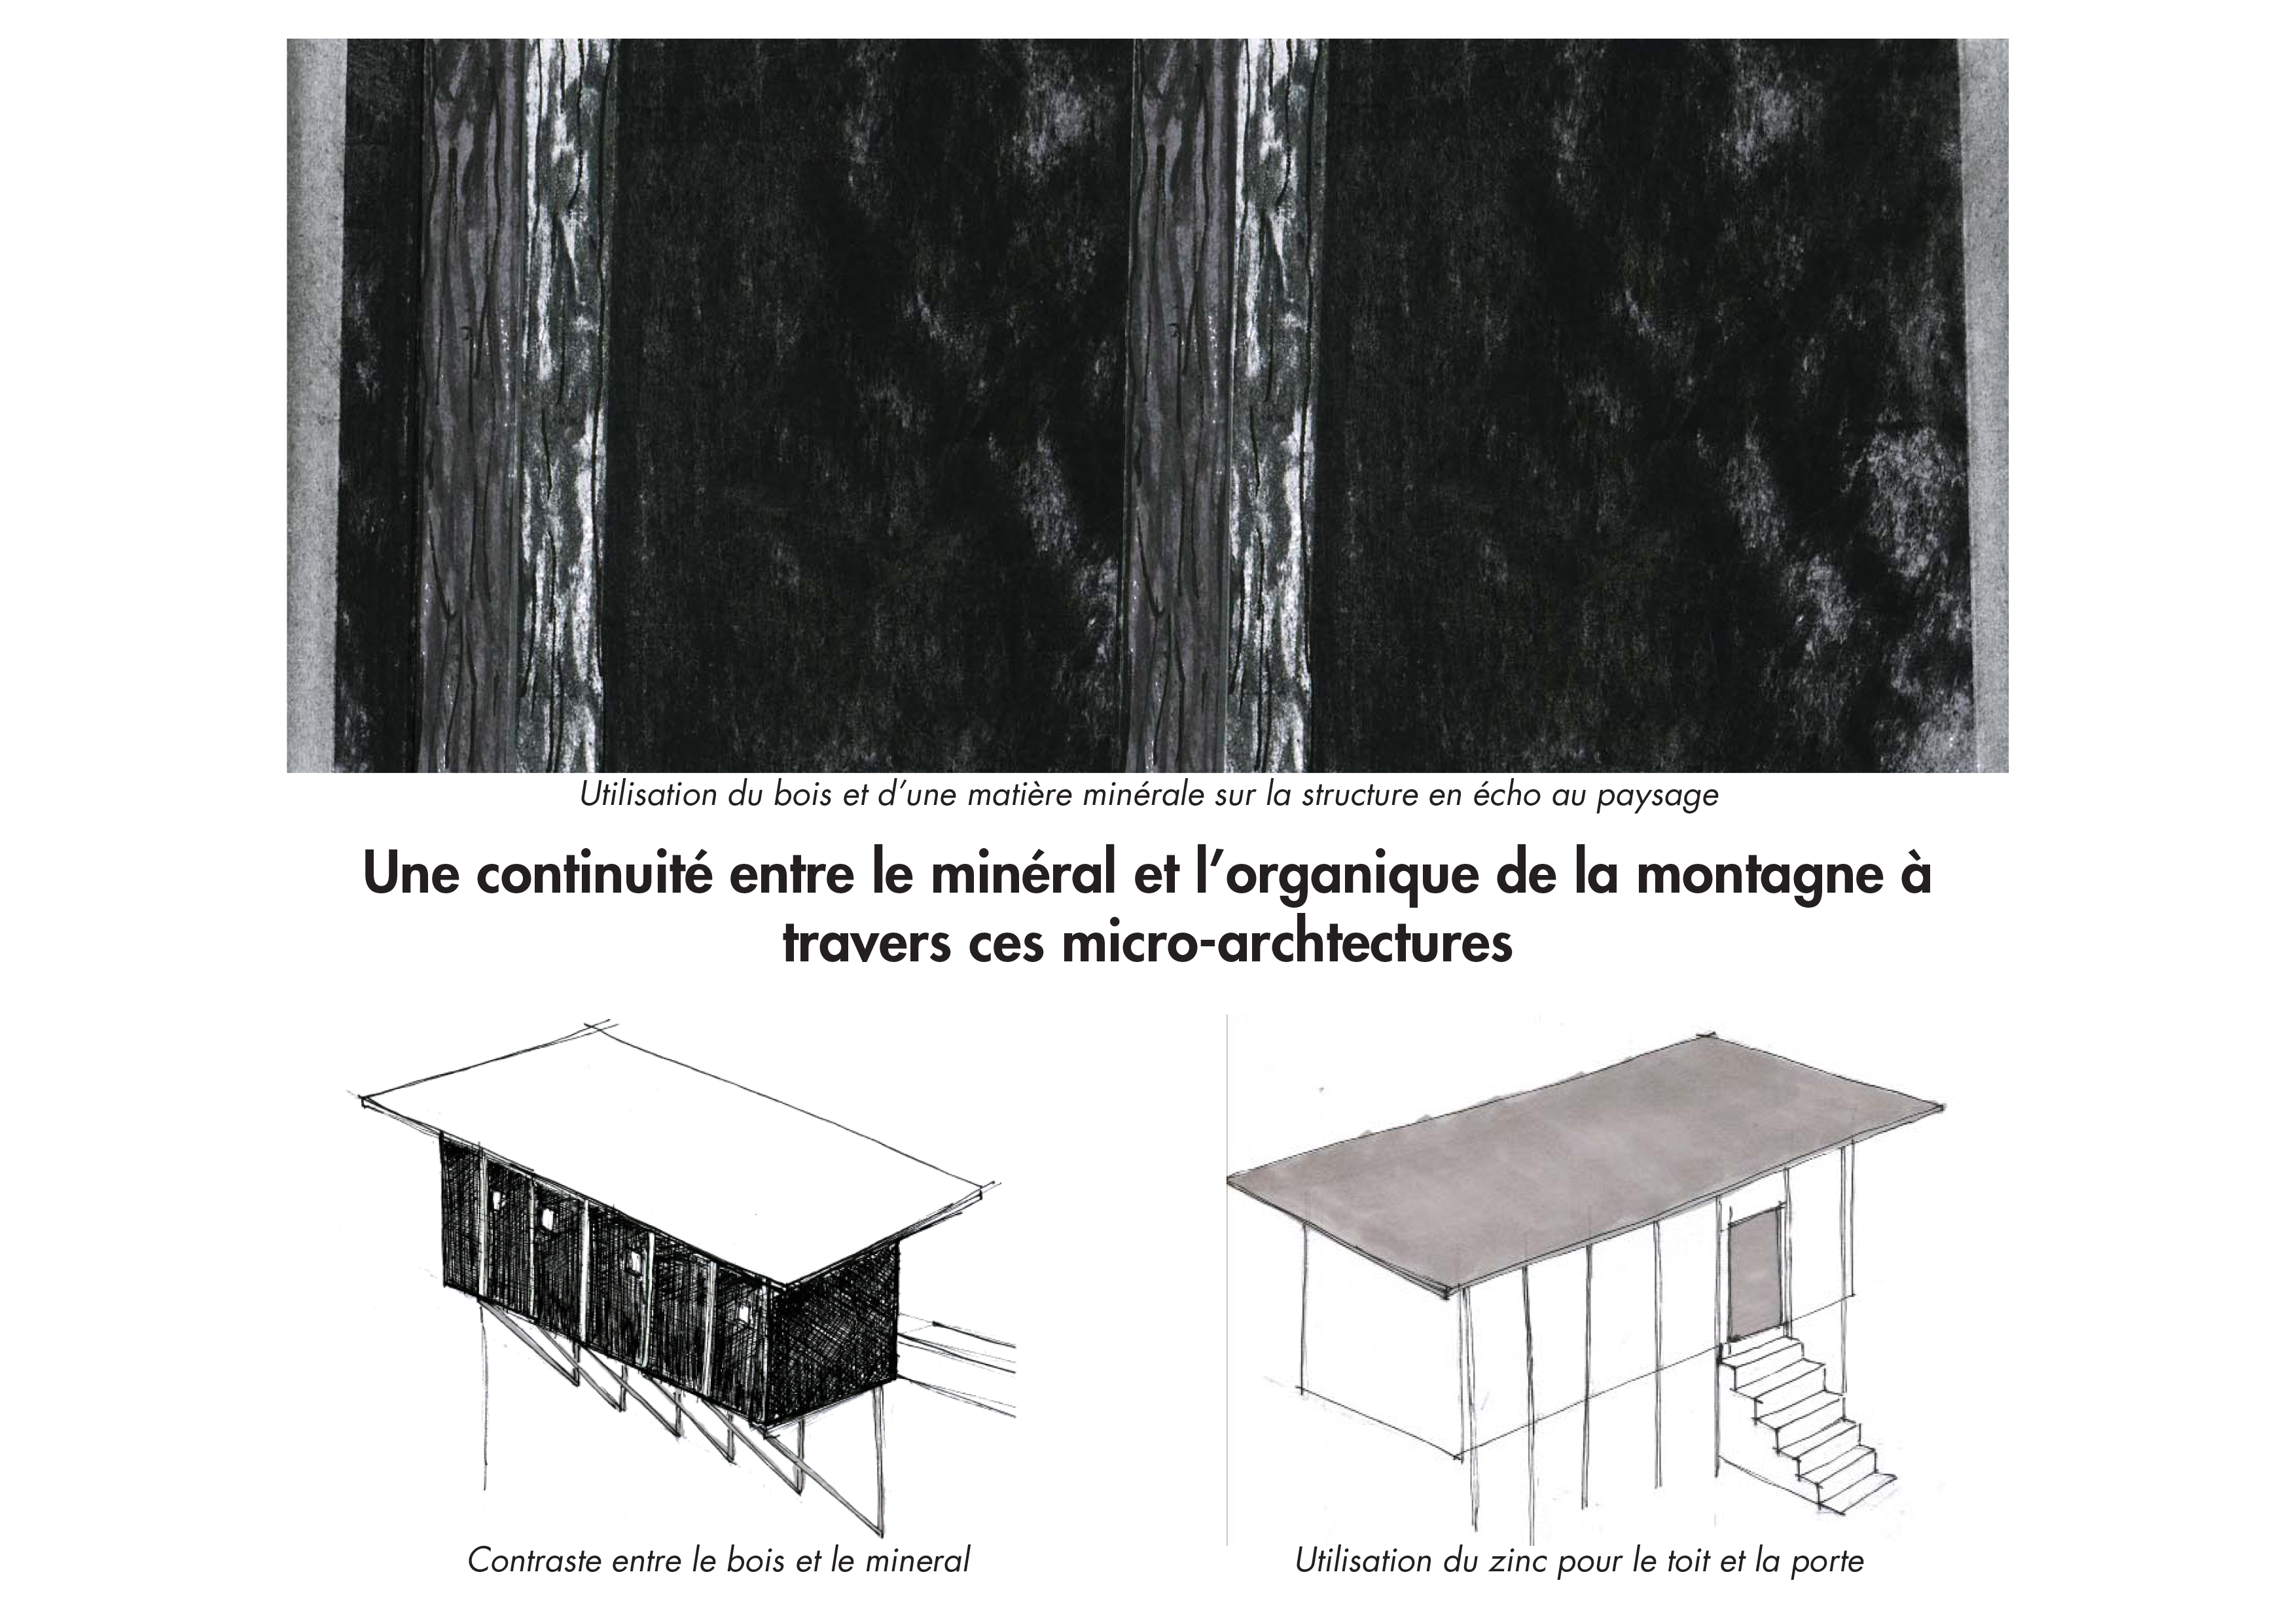 Utilisation du bois et d’une matière minérale sur la structure en écho au paysage
Une continuité entre le minéral et l’organique de la montagne à
travers ces micro-archtectures
Contraste entre le bois et le mineral
Utilisation du zinc pour le toit et la porte